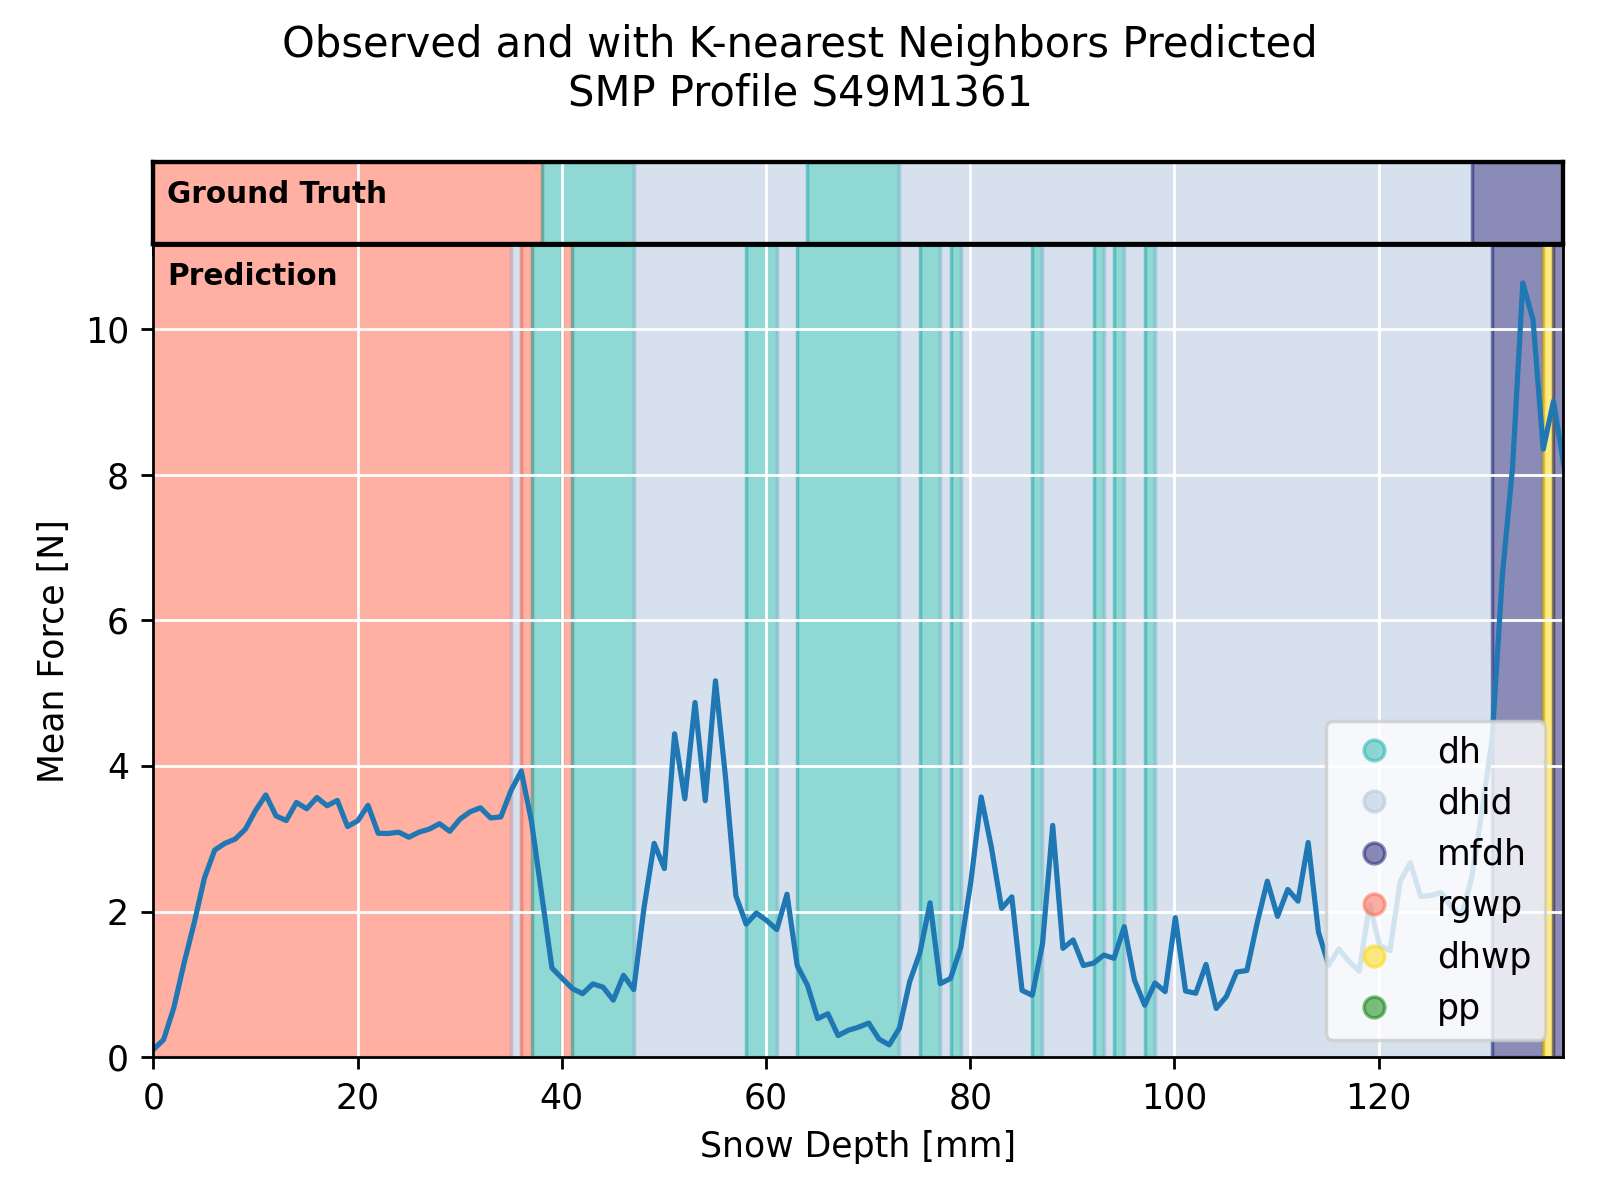 Observed and with K-nearest Neighbors Predicted
SMP Profile S49M1361
Ground Truth
Prediction
10
8
6
4
2
0
Mean Force [N]
dh
dhid
mfdh
rgwp
dhwp
pp
0 20 40 60 80 100 120
Snow Depth [mm]